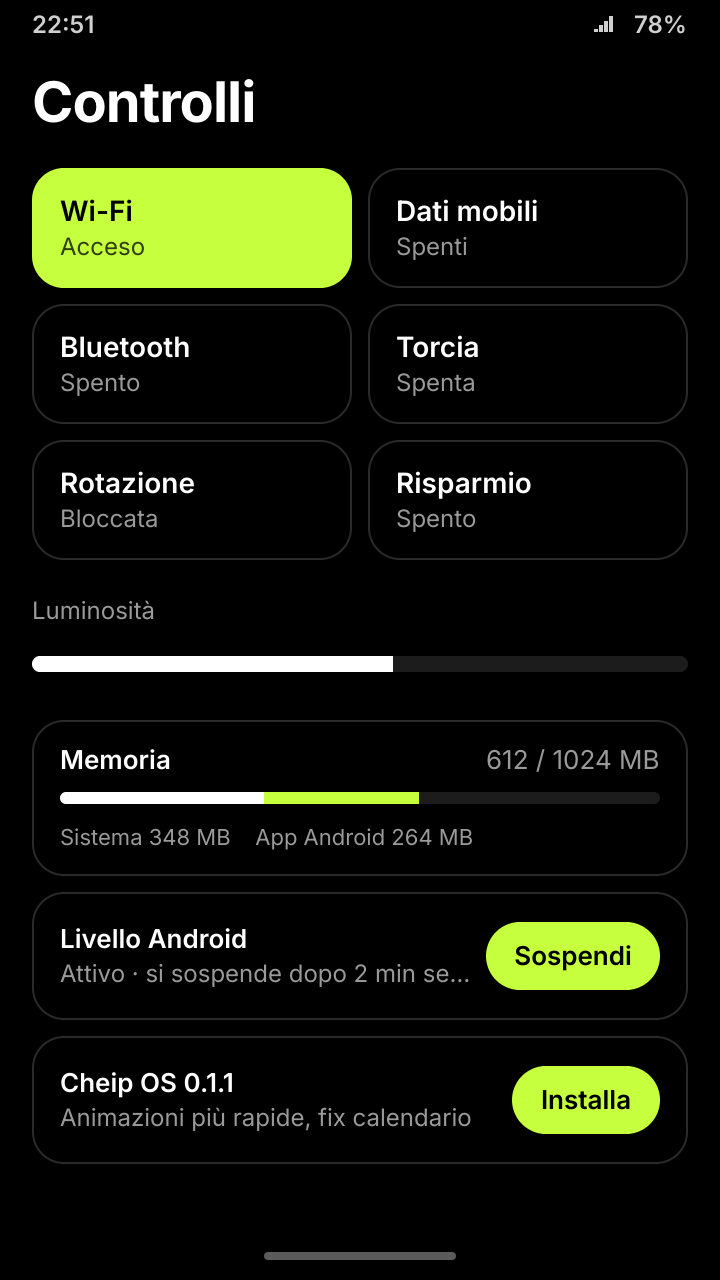 22:51 78%
Controlli
Wi-Fi
Acceso
Dati mobili
Spenti
Bluetooth
Spento
Torcia
Spenta
Rotazione
Bloccata
Risparmio
Spento
Luminosità
Memoria 612 / 1024 MB
Sistema 348 MB App Android 264 MB
Livello Android
Attivo · si sospende dopo 2 min se…
Sospendi
Cheip OS 0.1.1
Animazioni più rapide, fix calendario
Installa